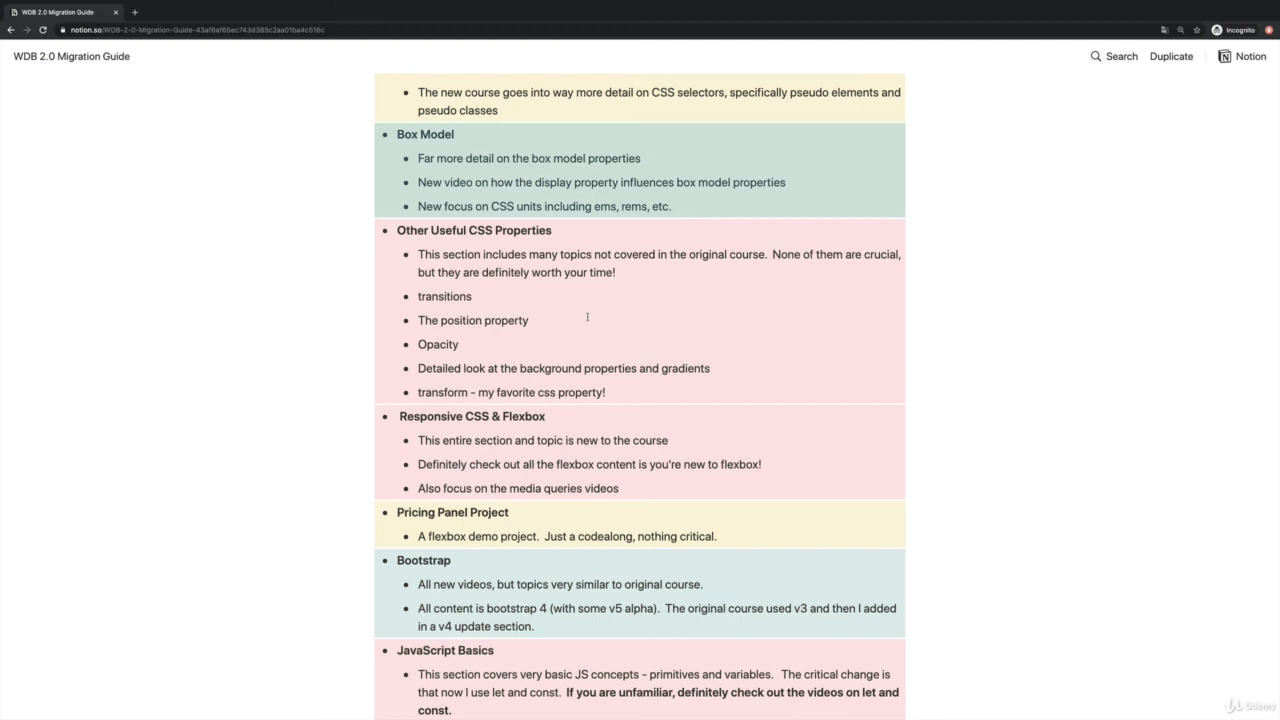 WDB 2.0 Migration Guide
notion.so/WDB-2-0-Migration-Guide-43af6af65ec743d385c2aa01ba4c516c
Incognito
WDB 2.0 Migration Guide
Search
Duplicate
Notion
The new course goes into way more detail on CSS selectors, specifically pseudo elements and
pseudo classes
Box Model
Far more detail on the box model properties
New video on how the display property influences box model properties
New focus on CSS units including ems, rems, etc.
Other Useful CSS Properties
This section includes many topics not covered in the original course. None of them are crucial,
but they are definitely worth your time!
transitions
The position property
Opacity
Detailed look at the background properties and gradients
transform - my favorite css property!
Responsive CSS & Flexbox
This entire section and topic is new to the course
Definitely check out all the flexbox content is you're new to flexbox!
Also focus on the media queries videos
Pricing Panel Project
A flexbox demo project. Just a codealong, nothing critical.
Bootstrap
All new videos, but topics very similar to original course.
All content is bootstrap 4 (with some v5 alpha). The original course used v3 and then I added
in a v4 update section.
JavaScript Basics
This section covers very basic JS concepts - primitives and variables. The critical change is
that now I use let and const. If you are unfamiliar, definitely check out the videos on let and
const.
Udemy